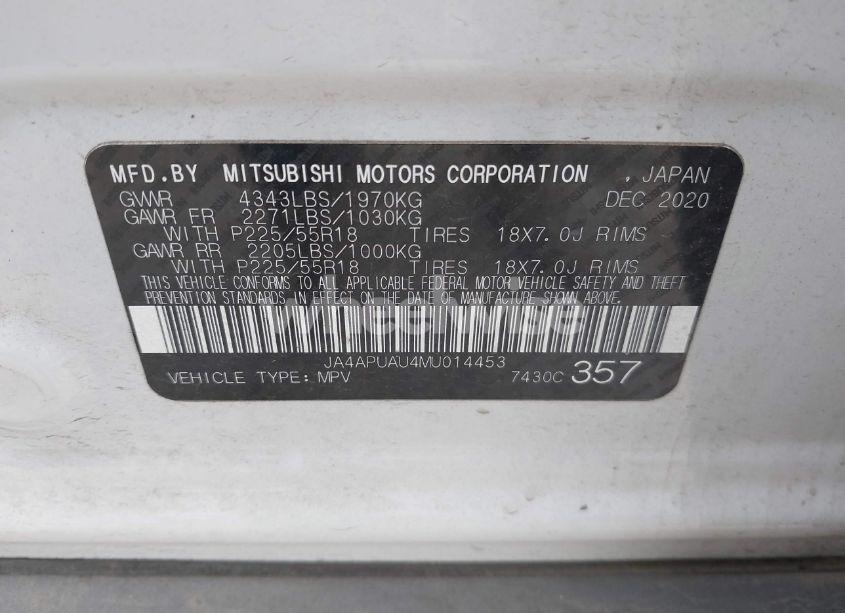 MFD.BY MITSUBISHI MOTORS CORPORATION , JAPAN
GVWR 4343LBS/1970KG DEC 2020
GAWR FR 2271LBS/1030KG
WITH P225/55R18 TIRES 18X7.0J RIMS
GAWR RR 2205LBS/1000KG
WITH P225/55R18 TIRES 18X7.0J RIMS
THIS VEHICLE CONFORMS TO ALL APPLICABLE FEDERAL MOTOR VEHICLE SAFETY AND THEFT
PREVENTION STANDARDS IN EFFECT ON THE DATE OF MANUFACTURE SHOWN ABOVE.
WheelWise
JA4APUAU4MU014453
VEHICLE TYPE: MPV 7430C 357